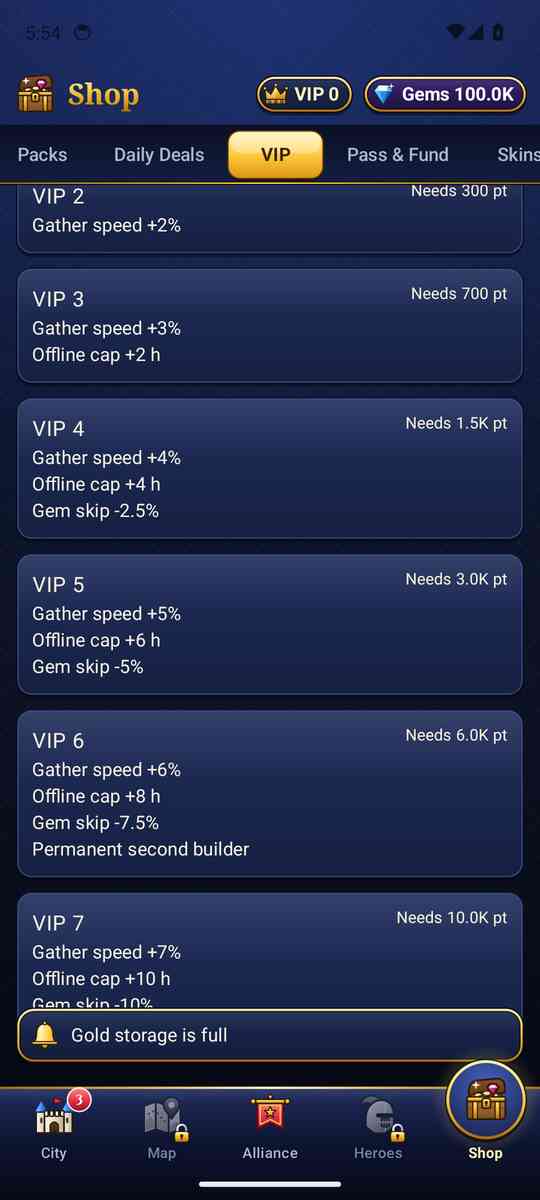 5:54
Shop
VIP 0
Gems 100.0K
Packs
Daily Deals
VIP
Pass & Fund
Skins
VIP 2
Needs 300 pt
Gather speed +2%
VIP 3
Needs 700 pt
Gather speed +3%
Offline cap +2 h
VIP 4
Needs 1.5K pt
Gather speed +4%
Offline cap +4 h
Gem skip -2.5%
VIP 5
Needs 3.0K pt
Gather speed +5%
Offline cap +6 h
Gem skip -5%
VIP 6
Needs 6.0K pt
Gather speed +6%
Offline cap +8 h
Gem skip -7.5%
Permanent second builder
VIP 7
Needs 10.0K pt
Gather speed +7%
Offline cap +10 h
Gem skip -10%
Gold storage is full
3
City
Map
Alliance
Heroes
Shop